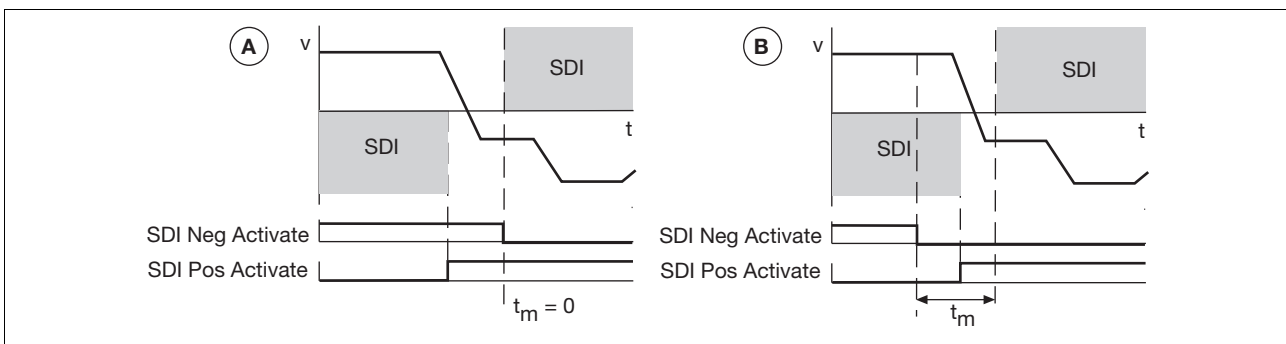 A
v
SDI
SDI
t
SDI Neg Activate
SDI Pos Activate
tm = 0
B
v
SDI
SDI
t
SDI Neg Activate
SDI Pos Activate
tm